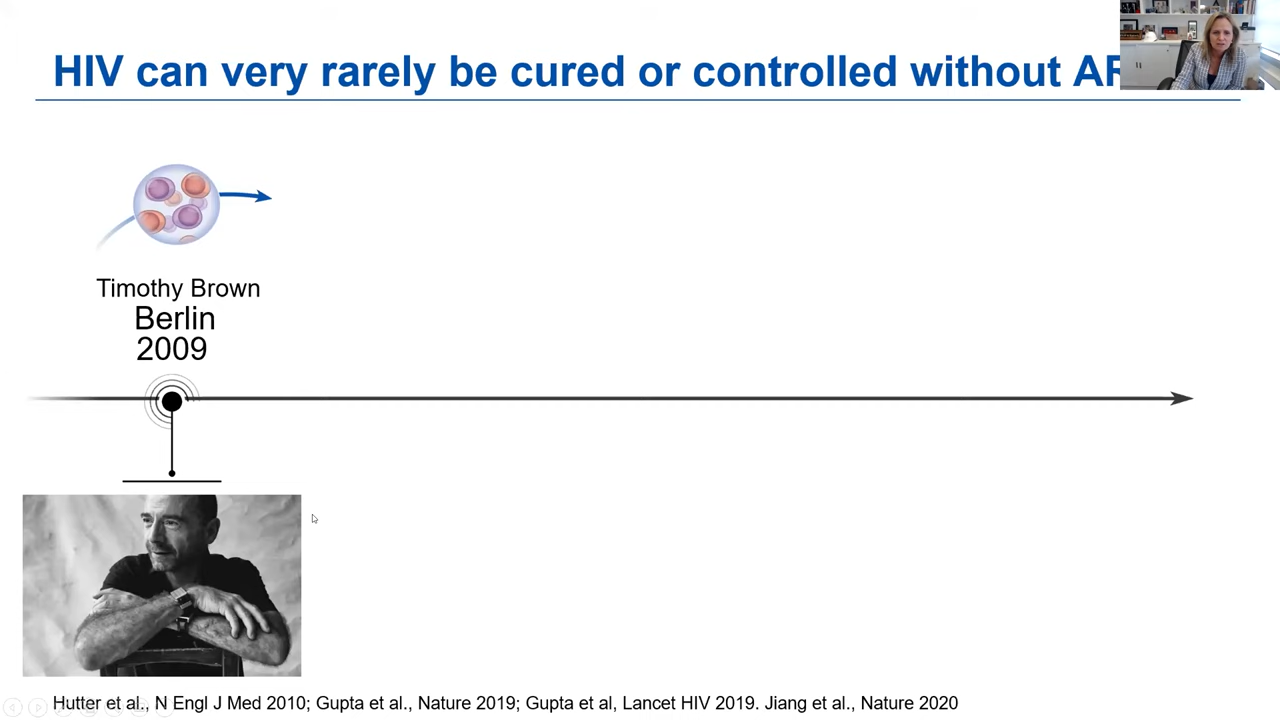 HIV can very rarely be cured or controlled without
Timothy Brown
Berlin
2009
Hutter et al., N Engl J Med 2010; Gupta et al., Nature 2019; Gupta et al, Lancet HIV 2019. Jiang et al., Nature 2020